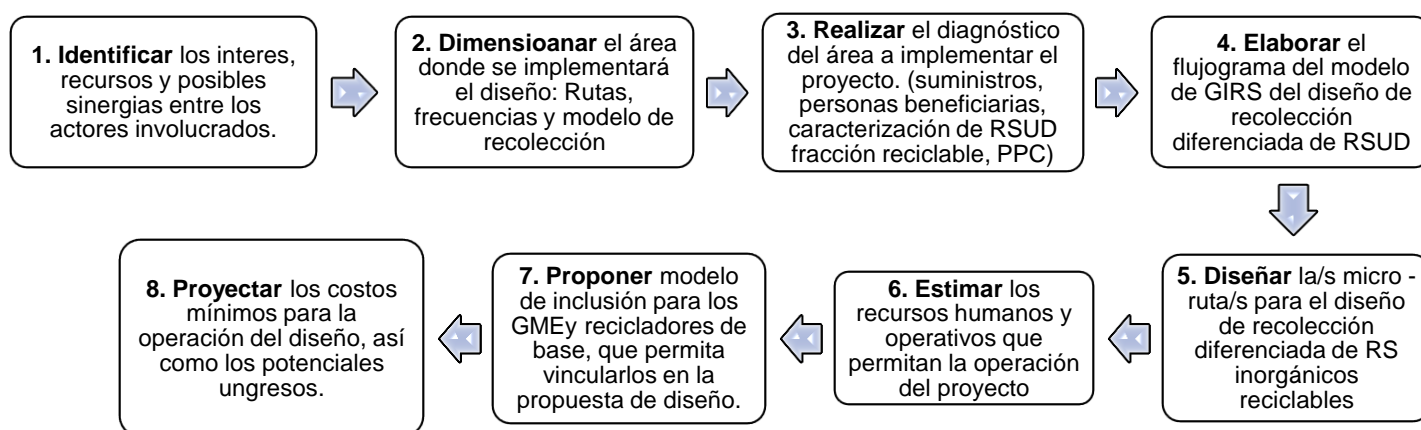 1. Identificar los interes,
recursos y posibles
sinergias entre los
actores involucrados.
2. Dimensioanar el área
donde se implementará
el diseño: Rutas,
frecuencias y modelo de
recolección
3. Realizar el diagnóstico
del área a implementar el
proyecto. (suministros,
personas beneficiarias,
caracterización de RSUD
fracción reciclable, PPC)
4. Elaborar el
flujograma del modelo
de GIRS del diseño de
recolección
diferenciada de RSUD
5. Diseñar la/s micro -
ruta/s para el diseño
de recolección
diferenciada de RS
inorgánicos
reciclables
6. Estimar los
recursos humanos y
operativos que
permitan la operación
del proyecto
7. Proponer modelo
de inclusión para los
GMEy recicladores de
base, que permita
vincularlos en la
propuesta de diseño.
8. Proyectar los costos
mínimos para la
operación del diseño, así
como los potenciales
ungresos.